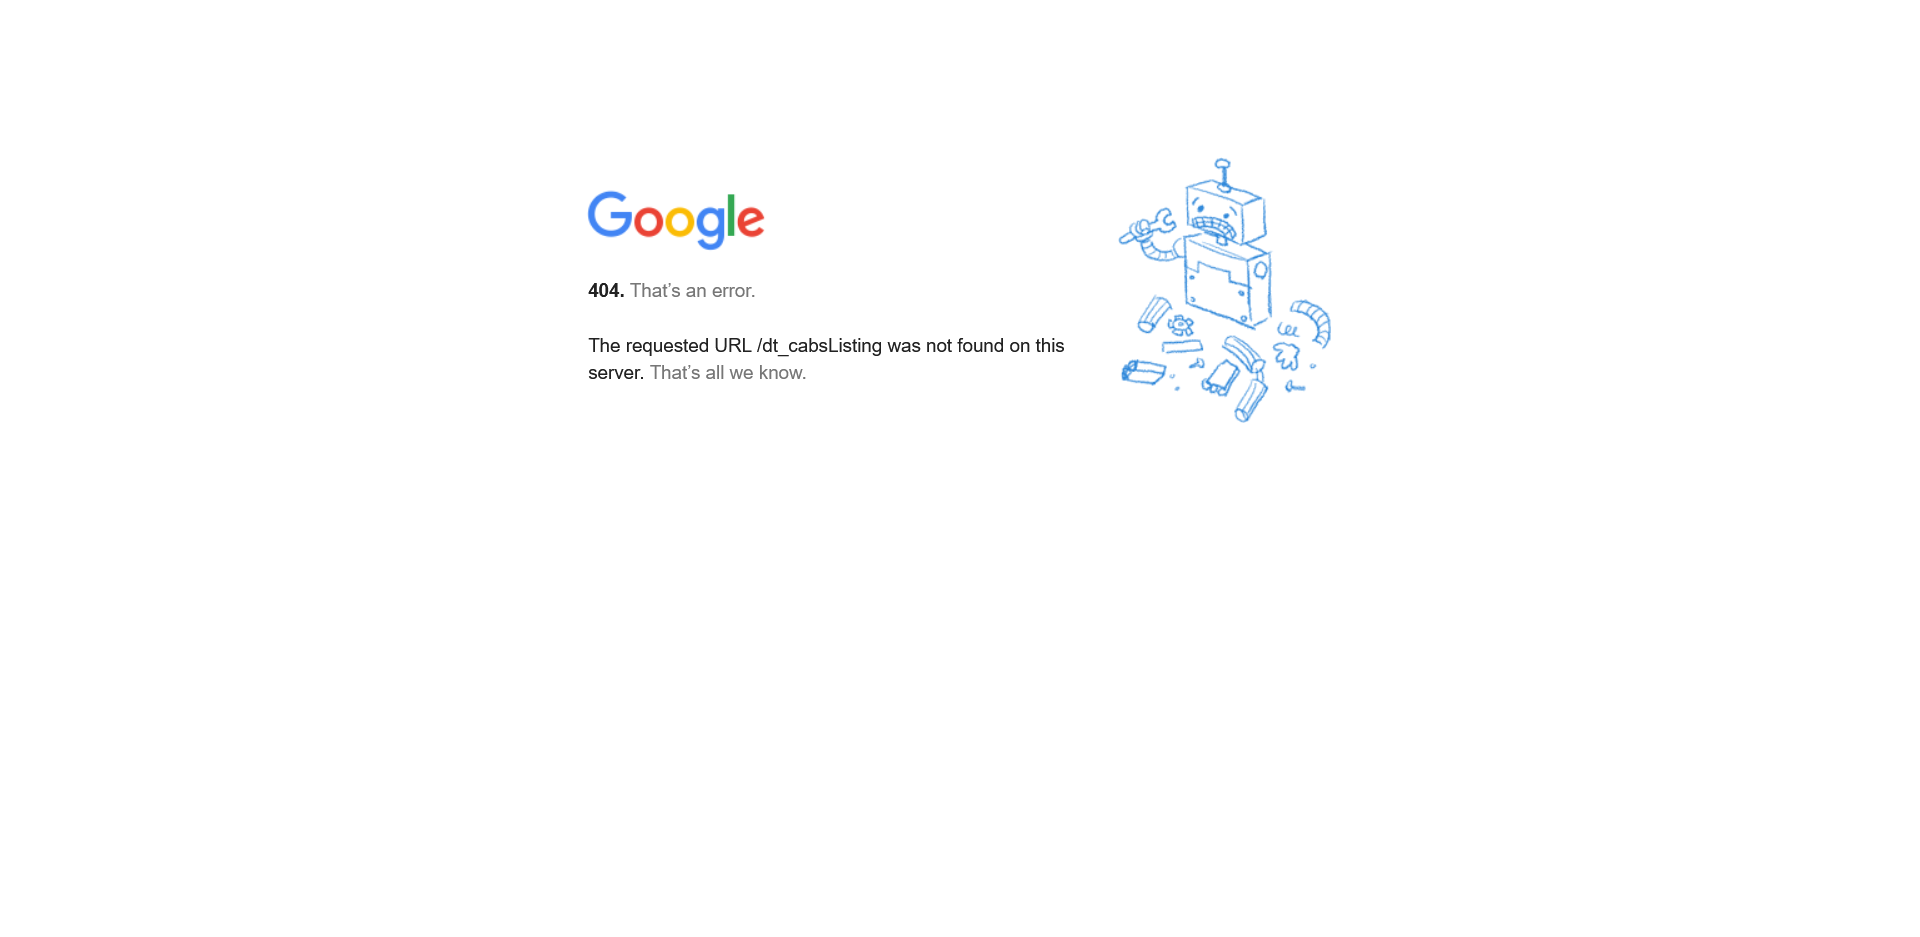 Google
404. That’s an error.
The requested URL /dt_cabsListing was not found on this
server. That’s all we know.